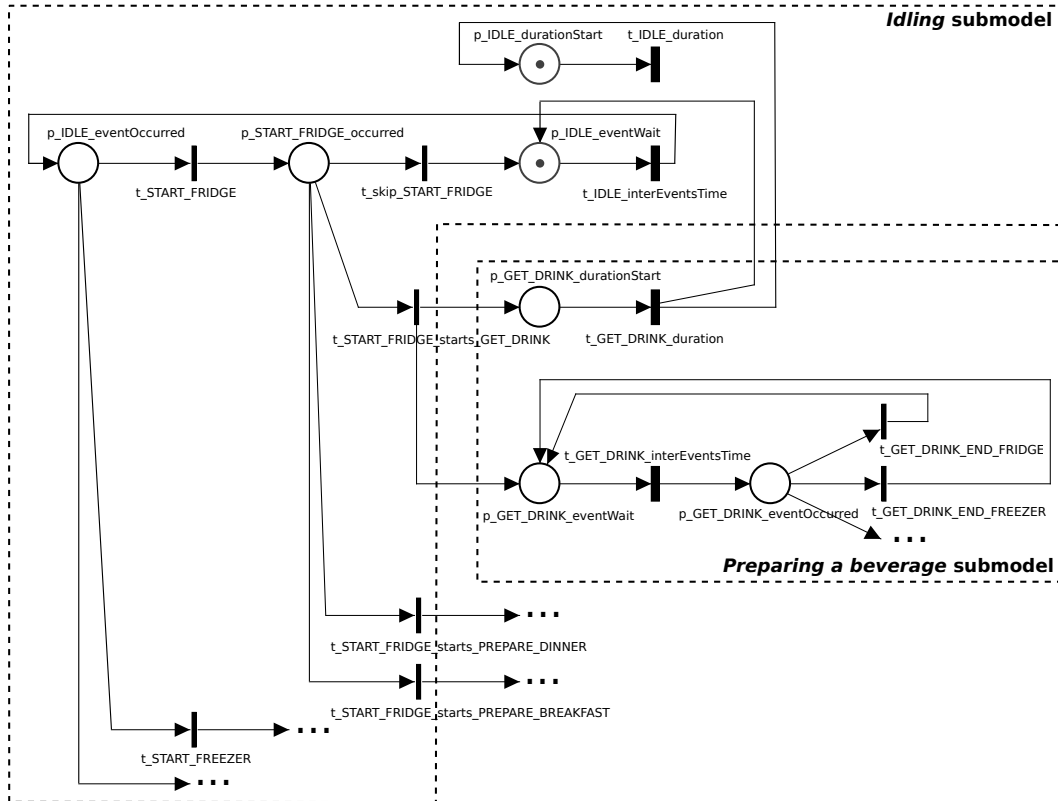 Idling submodel
p_IDLE_durationStart
t_IDLE_duration
p_IDLE_eventOccurred
p_START_FRIDGE_occurred
p_IDLE_eventWait
t_START_FRIDGE
t_skip_START_FRIDGE
t_IDLE_interEventsTime
p_GET_DRINK_durationStart
t_START_FRIDGE_starts_GET_DRINK
t_GET_DRINK_duration
t_GET_DRINK_END_FRIDGE
t_GET_DRINK_interEventsTime
p_GET_DRINK_eventWait
p_GET_DRINK_eventOccurred
t_GET_DRINK_END_FREEZER
...
Preparing a beverage submodel
...
t_START_FRIDGE_starts_PREPARE_DINNER
...
t_START_FRIDGE_starts_PREPARE_BREAKFAST
...
t_START_FREEZER
...